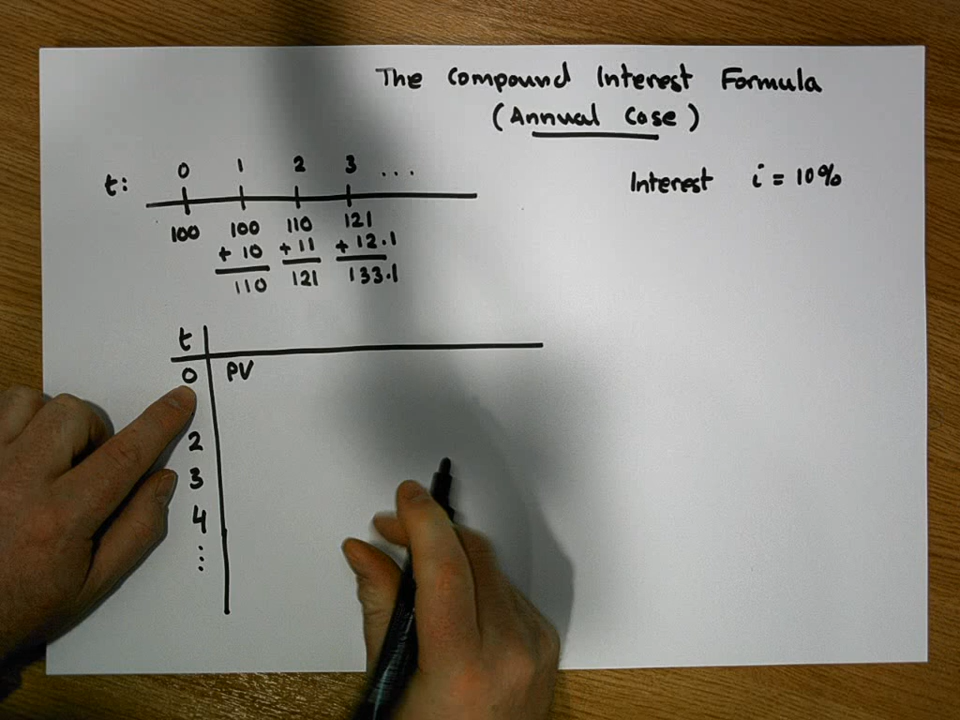 The Compound Interest Formula
(Annual Case)
Interest i = 10%
t: 0 1 2 3 ...
100 100 110 121
+ 10 + 11 + 12.1
110 121 133.1
t
0 PV
2
3
4
⋮